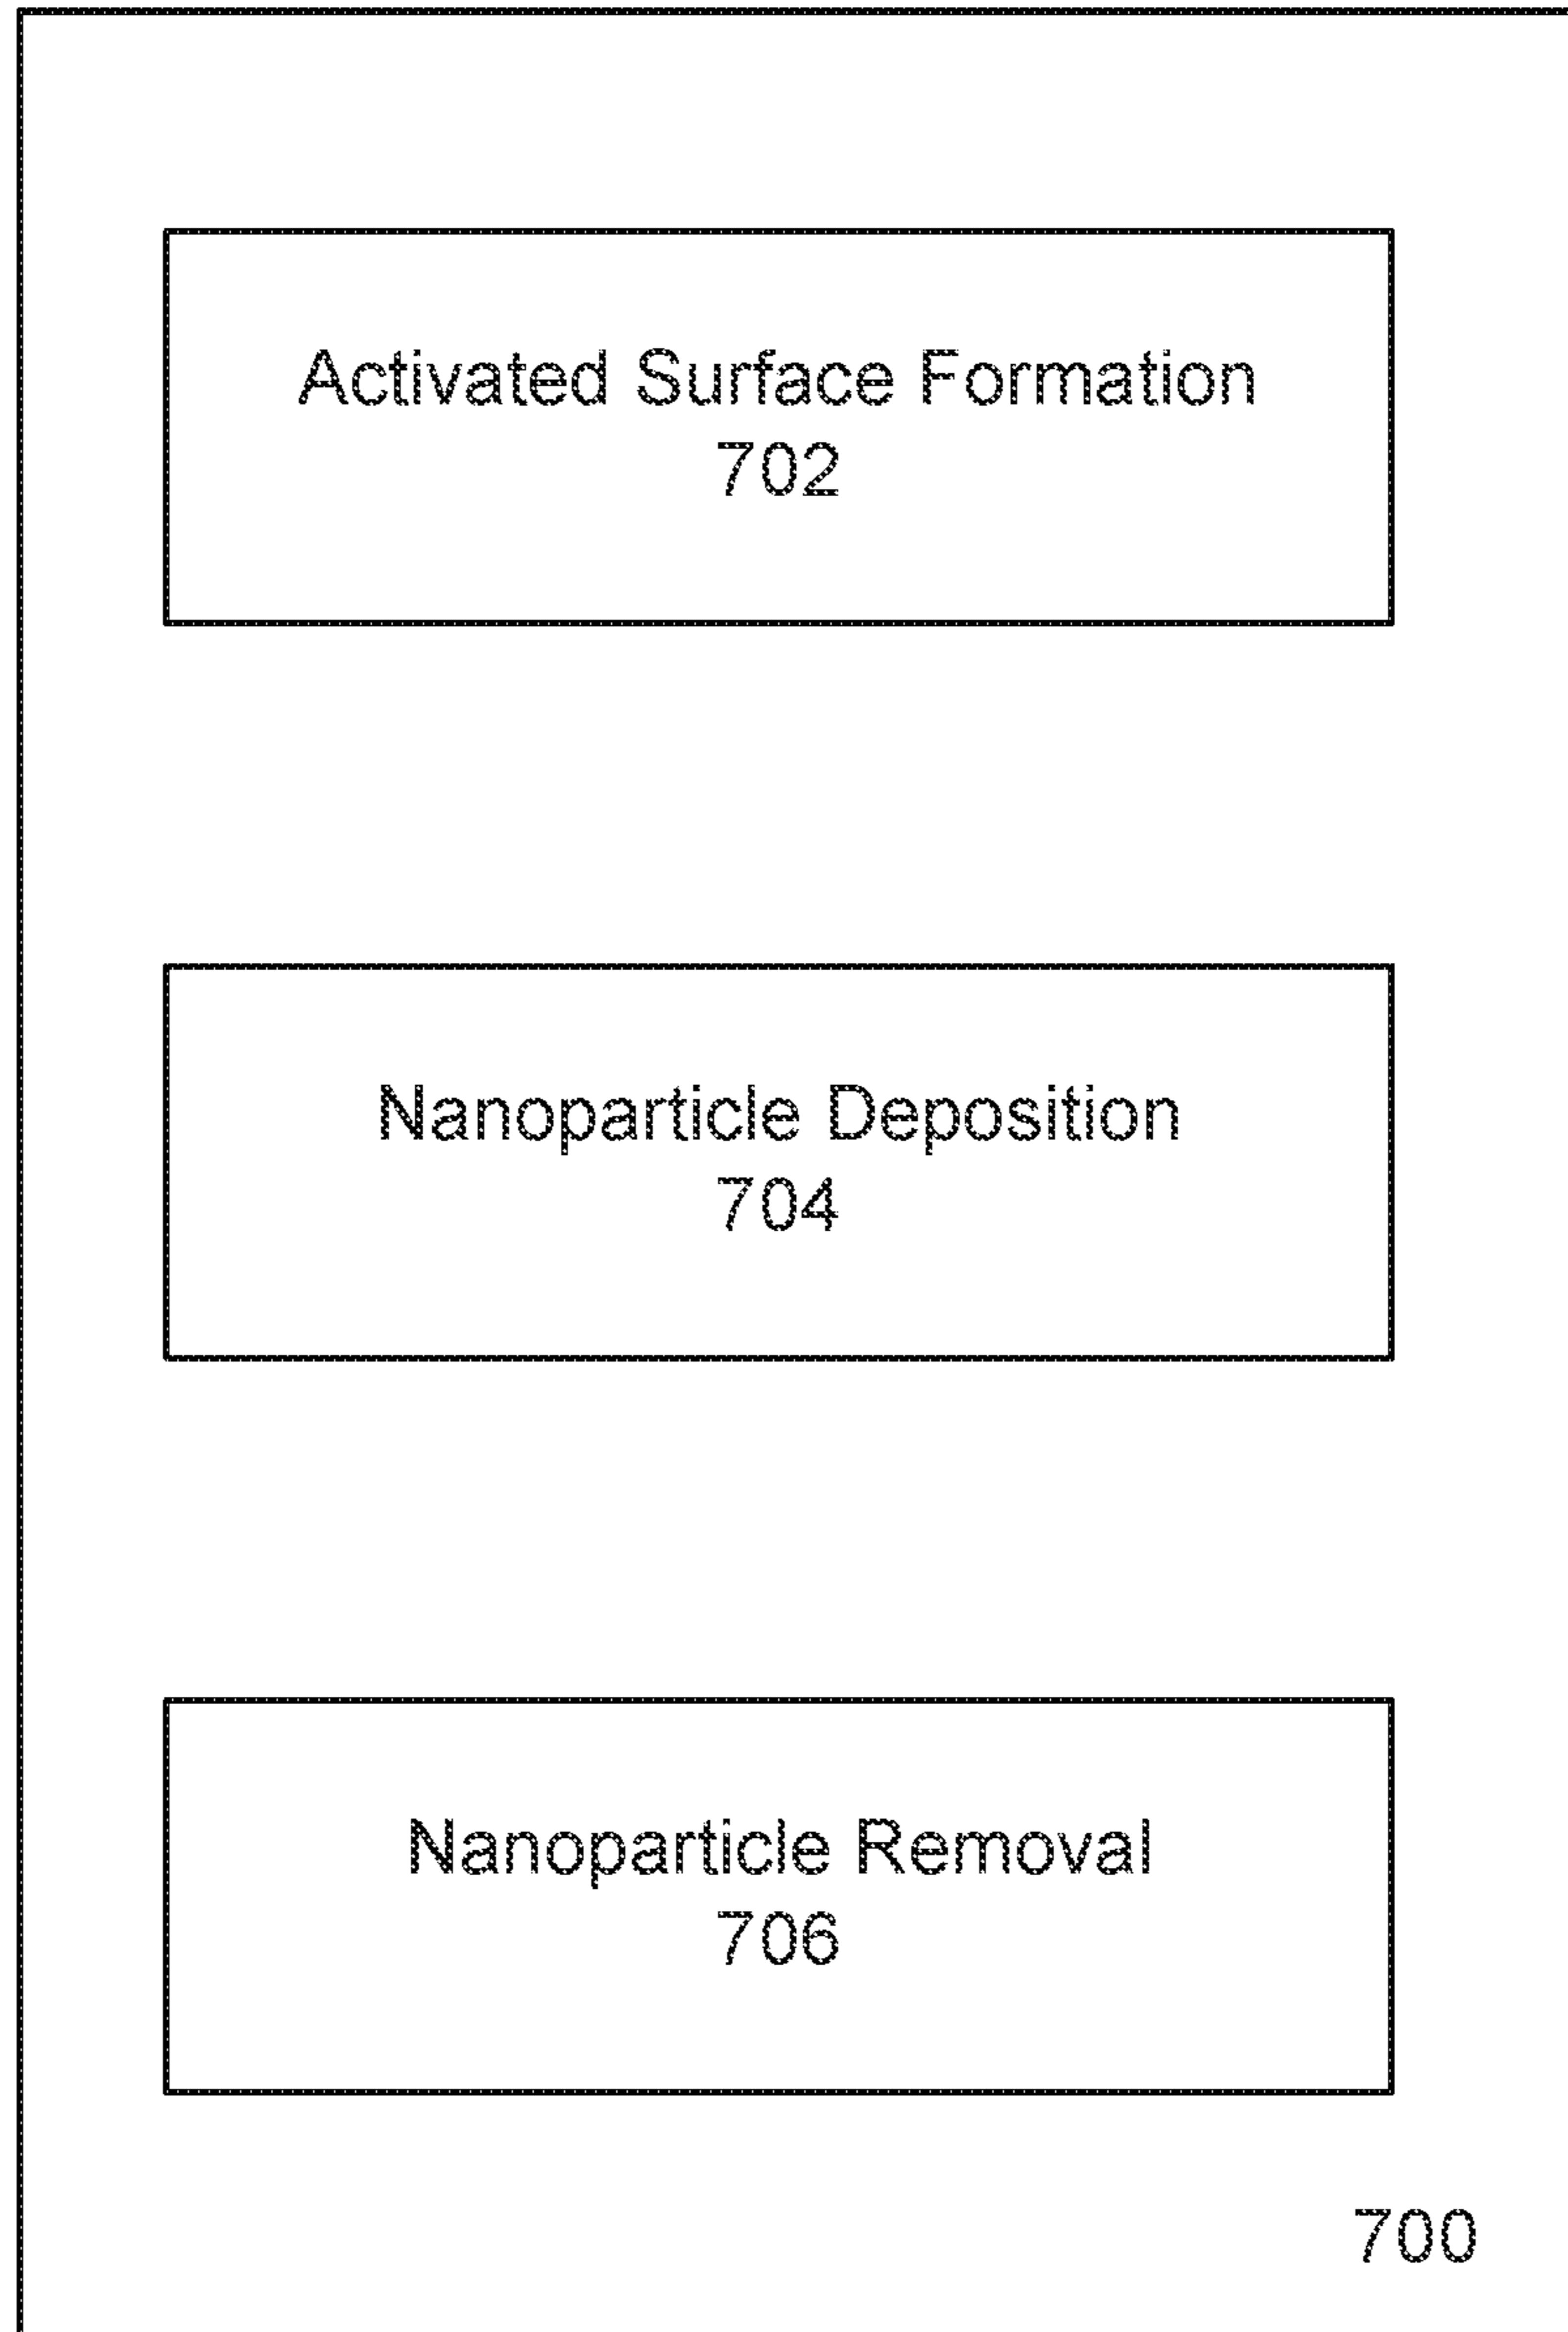 Activated Surface Formation
702
Nanoparticle Deposition
704
Nanoparticle Removal
706
700